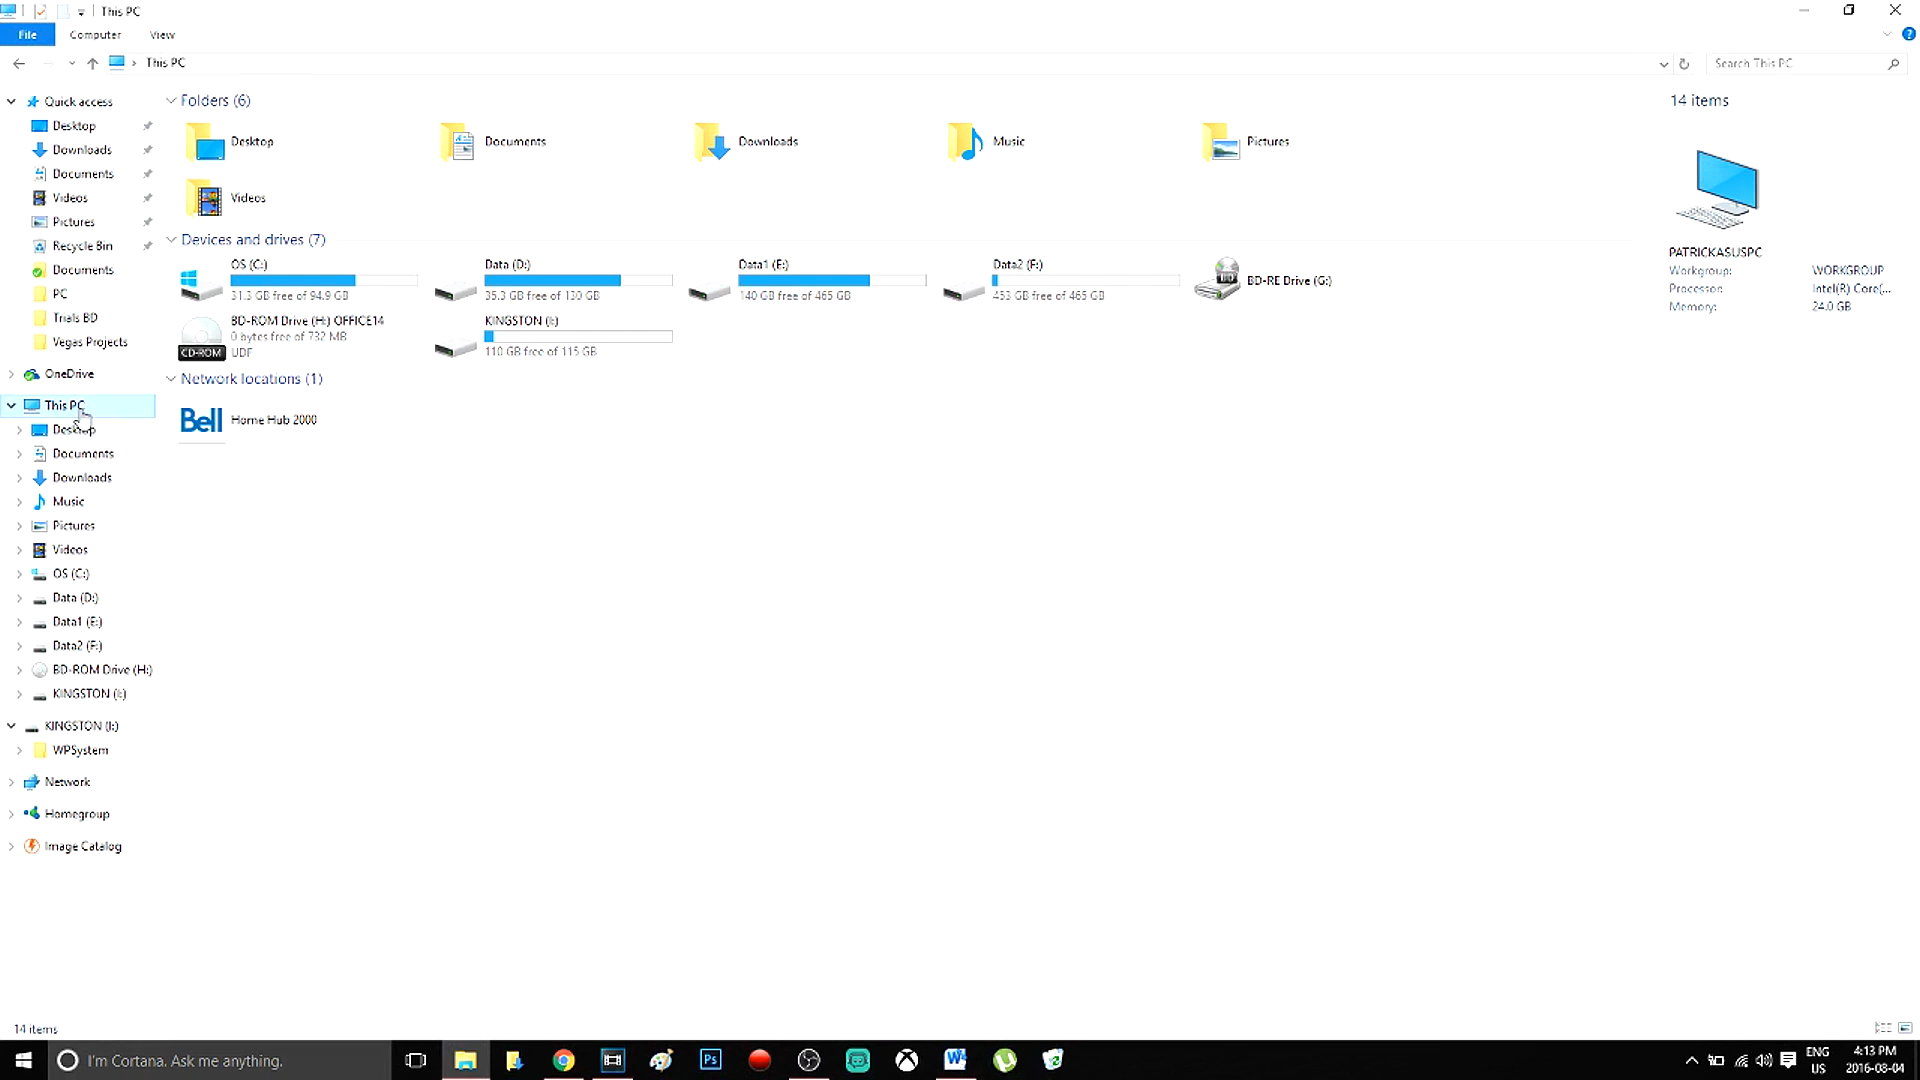 This PC
File
Computer
View
This PC
Search This PC
Quick access
Desktop
Downloads
Documents
Videos
Pictures
Recycle Bin
Documents
PC
Trials BD
Vegas Projects
OneDrive
This PC
Desktop
Documents
Downloads
Music
Pictures
Videos
OS (C:)
Data (D:)
Data1 (E:)
Data2 (F:)
BD-ROM Drive (H:)
KINGSTON (I:)
KINGSTON (I:)
WPSystem
Network
Homegroup
Image Catalog
Folders (6)
Desktop
Documents
Downloads
Music
Pictures
Videos
Devices and drives (7)
OS (C:)
31.3 GB free of 94.9 GB
Data (D:)
35.3 GB free of 130 GB
Data1 (E:)
140 GB free of 465 GB
Data2 (F:)
453 GB free of 465 GB
BD
BD-RE Drive (G:)
CD-ROM
BD-ROM Drive (H:) OFFICE14
0 bytes free of 732 MB
UDF
KINGSTON (I:)
110 GB free of 115 GB
Network locations (1)
Bell
Home Hub 2000
14 items
PATRICKASUSPC
Workgroup: WORKGROUP
Processor: Intel(R) Core(...
Memory: 24.0 GB
14 items
I'm Cortana. Ask me anything.
Ps
W
ENG
US
4:13 PM
2016-08-04